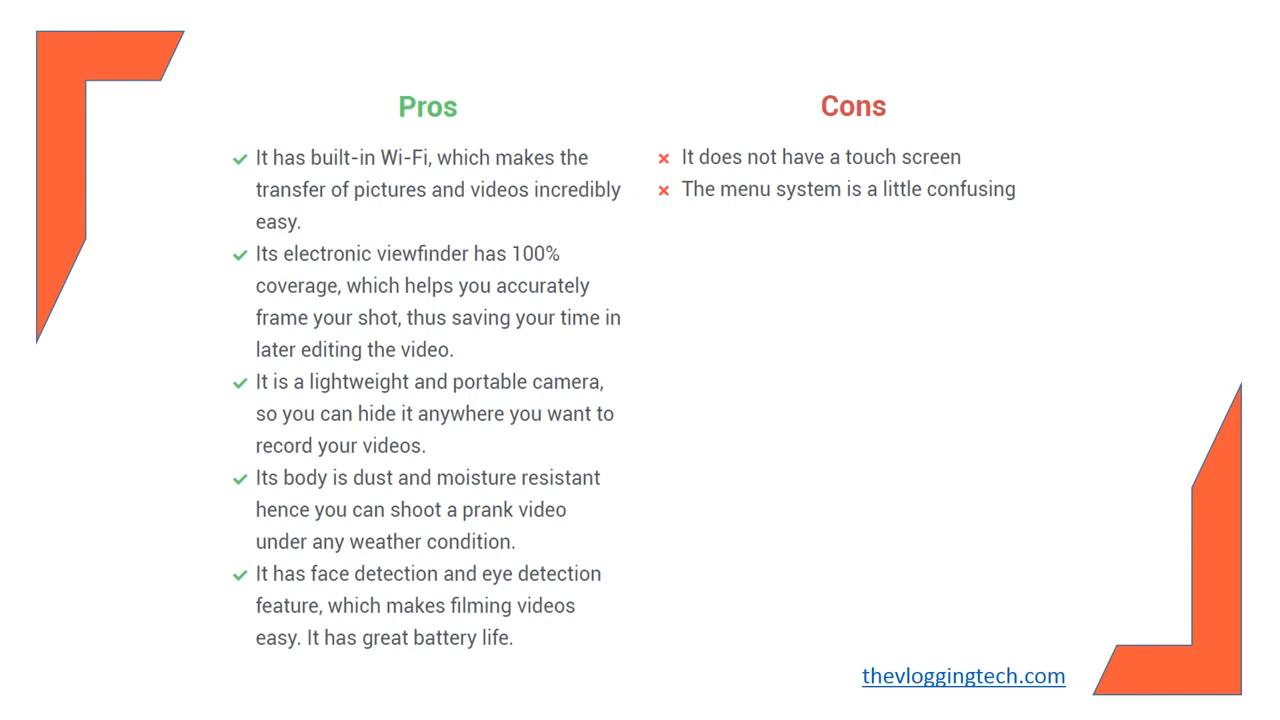 Pros
It has built-in Wi-Fi, which makes the
transfer of pictures and videos incredibly
easy.
Its electronic viewfinder has 100%
coverage, which helps you accurately
frame your shot, thus saving your time in
later editing the video.
It is a lightweight and portable camera,
so you can hide it anywhere you want to
record your videos.
Its body is dust and moisture resistant
hence you can shoot a prank video
under any weather condition.
It has face detection and eye detection
feature, which makes filming videos
easy. It has great battery life.
Cons
It does not have a touch screen
The menu system is a little confusing
thevloggingtech.com